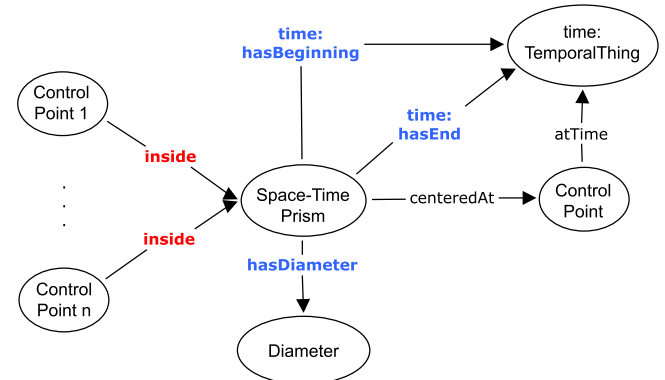 time:
TemporalThing
time:
hasBeginning
Control
Point 1
time:
hasEnd
atTime
inside
.
.
.
Space-Time
Prism
centeredAt
Control
Point
inside
hasDiameter
Control
Point n
Diameter